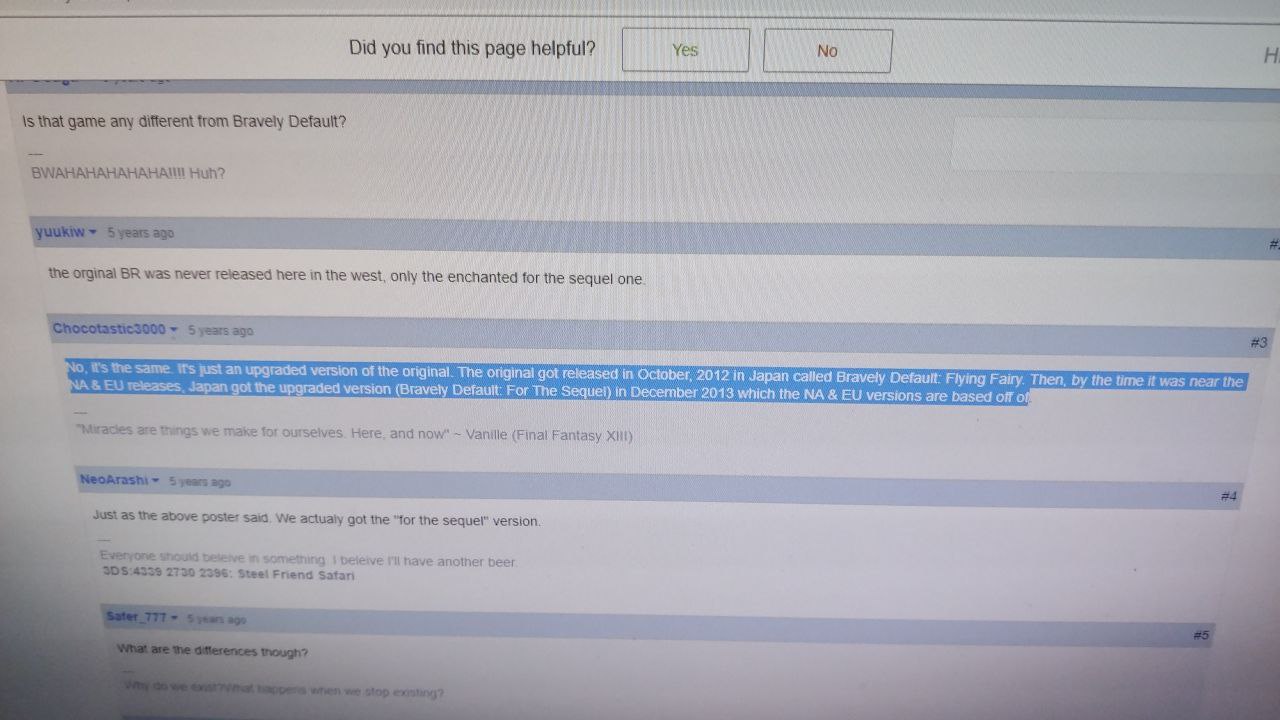 Did you find this page helpful?
Yes
No
Is that game any different from Bravely Default?
BWAHAHAHAHAHA!!!! Huh?
yuukiw 5 years ago
the orginal BR was never released here in the west, only the enchanted for the sequel one.
Chocotastic3000 5 years ago #3
No, it's the same. It's just an upgraded version of the original. The original got released in October, 2012 in Japan called Bravely Default: Flying Fairy. Then, by the time it was near the
NA & EU releases, Japan got the upgraded version (Bravely Default: For The Sequel) in December 2013 which the NA & EU versions are based off of.
"Miracles are things we make for ourselves. Here, and now" ~ Vanille (Final Fantasy XIII)
NeoArashi 5 years ago #4
Just as the above poster said. We actualy got the "for the sequel" version.
Everyone should beleive in something. I beleive I'll have another beer.
3DS:4339 2730 2396: Steel Friend Safari
Safer_777 5 years ago #5
What are the differences though?
Why do we exist?What happens when we stop existing?